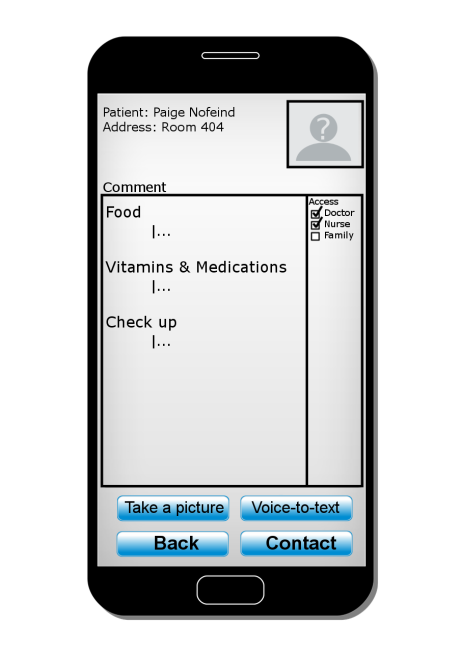 Patient: Paige Nofeind
Address: Room 404
?
Comment
Food
|...
Vitamins & Medications
|...
Check up
|...
Access
Doctor
Nurse
Family
Take a picture
Voice-to-text
Back
Contact